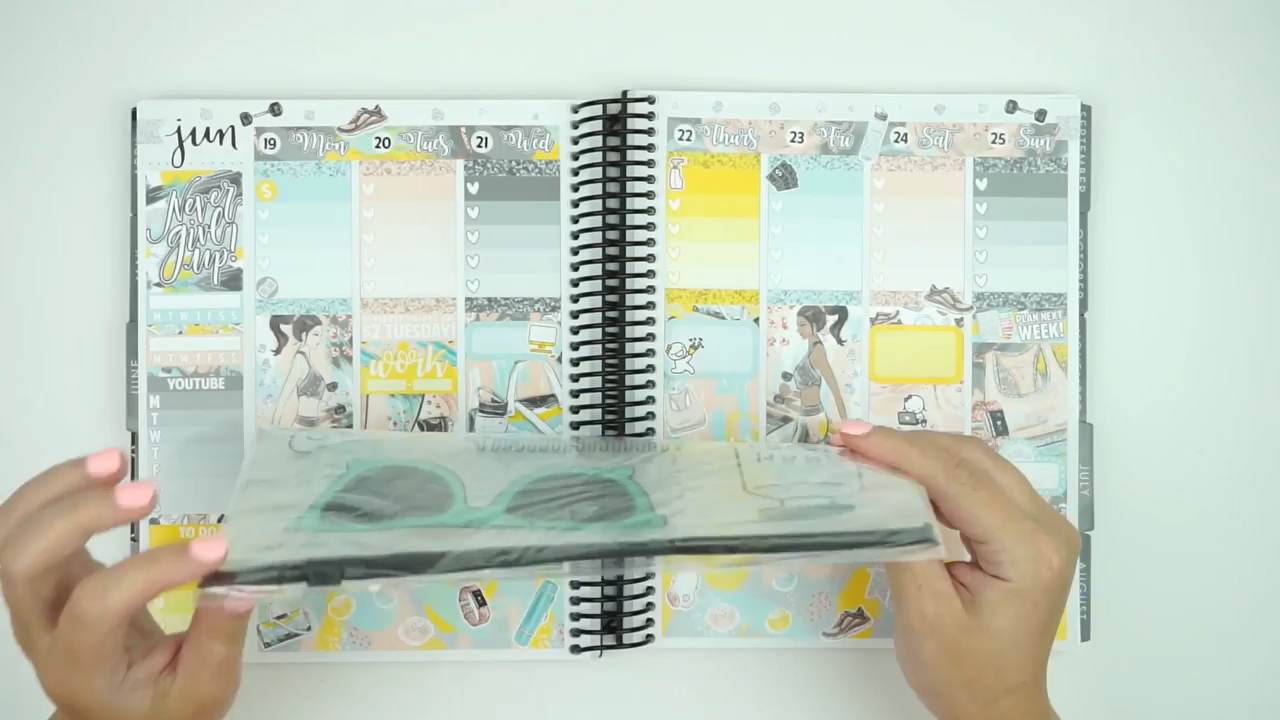 jun
19 Mon
20 Tues
21 Wed
22 Thurs
23 Fri
24 Sat
25 Sun
Never
give
up!
M T W T F S S
M T W T F S S
YOUTUBE
M
T
W
T
F
TO DO
$
$2 TUESDAY!
work
PLAN NEXT
WEEK!
SEPTEMBER
OCTOBER
JUNE
JULY
AUGUST